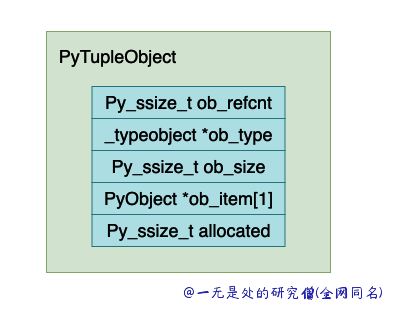 PyTupleObject
Py_ssize_t ob_refcnt
_typeobject *ob_type
Py_ssize_t ob_size
PyObject *ob_item[1]
Py_ssize_t allocated
@一无是处的研究僧(全网同名)